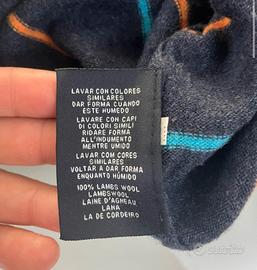 LAVAR CON COLORES
SIMILARES
DAR FORMA CUANDO
ESTE HUMEDO
LAVARE CON CAPI
DI COLORI SIMILI
RIDARE FORMA
ALL'INDUMENTO
MENTRE UMIDO
LAVAR COM CORES
SIMILARES
VOLTAR A DAR FORMA
ENQUANTO HÚMIDO
100% LAMBS WOOL
LAMBSWOOL
LAINE D'AGNEAU
LANA
LA DE CORDEIRO
subito